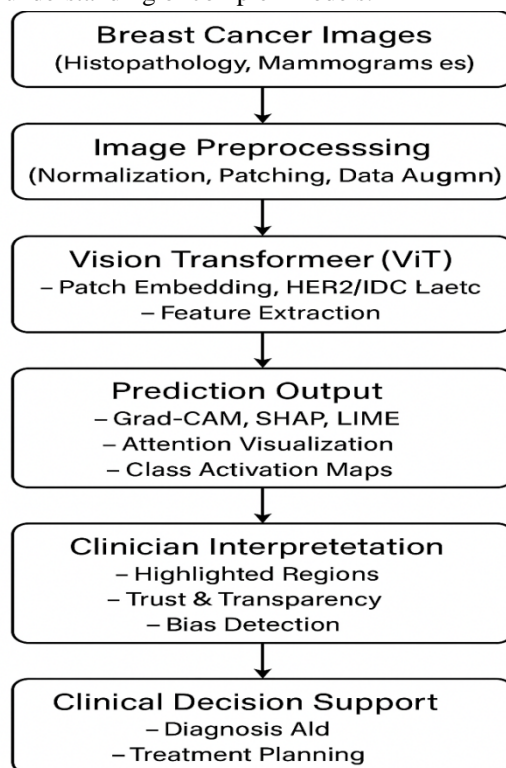 Breast Cancer Images
(Histopathology, Mammograms es)
Image Preprocesssing
(Normalization, Patching, Data Augmn)
Vision Transformeer (ViT)
– Patch Embedding, HER2/IDC Łaetc
– Feature Extraction
Prediction Output
– Grad-CAM, SHAP, LIME
– Attention Visualization
– Class Activation Maps
Clinician Interpretetation
– Highlighted Regions
– Trust & Transparency
– Bias Detection
Clinical Decision Support
– Diagnosis Ald
– Treatment Planning